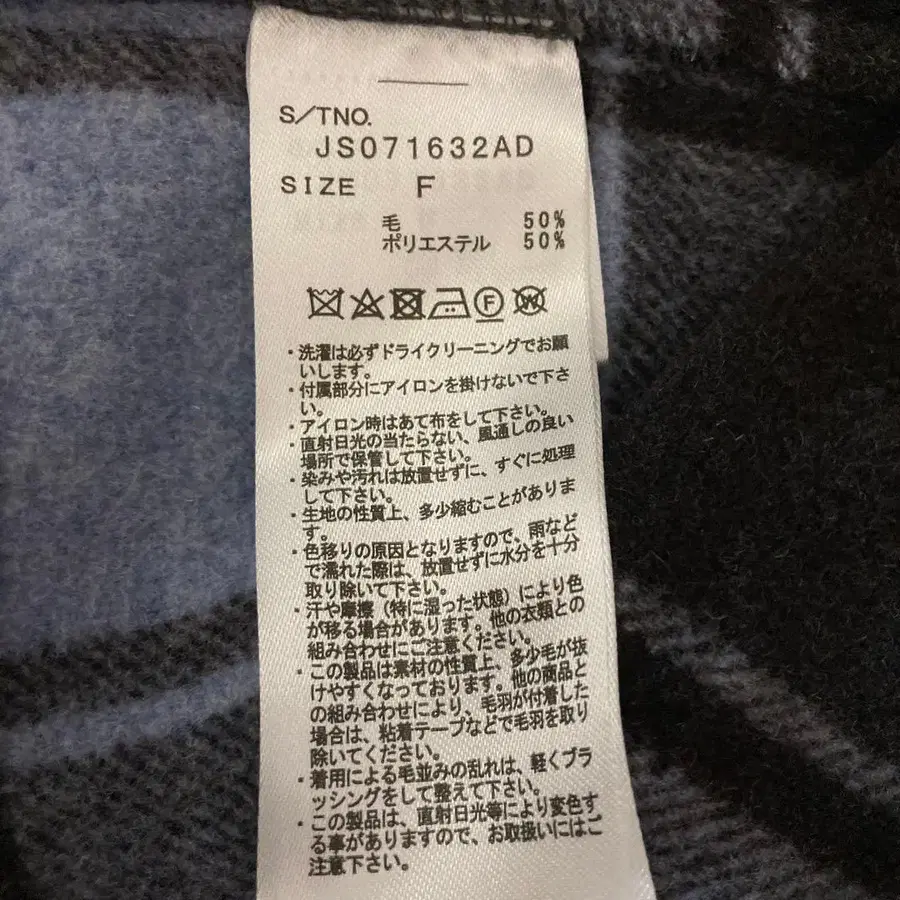 S/TNO.
JS071632AD
SIZE F
毛 50%
ポリエステル 50%
F W
・洗濯は必ずドライクリーニングでお願
いします。
・付属部分にアイロンを掛けないで下さ
い。
・アイロン時はあて布をして下さい。
・直射日光の当たらない、風通しの良い
場所で保管して下さい。
・染みや汚れは放置せずに、すぐに処理
して下さい。
・生地の性質上、多少縮むことがありま
す。
・色移りの原因となりますので、雨など
で濡れた際は、放置せずに水分を十分
取り除いて下さい。
・汗や摩擦（特に湿った状態）により色
が移る場合があります。他の衣類との
組み合わせにご注意ください。
・この製品は素材の性質上、多少毛が抜
けやすくなっております。他の商品と
の組み合わせにより、毛羽が付着した
場合は、粘着テープなどで毛羽を取り
除いてください。
・着用による毛並みの乱れは、軽くブラ
ッシングをして整えて下さい。
・この製品は、直射日光等により変色す
る事がありますので、お取扱いにはご
注意下さい。